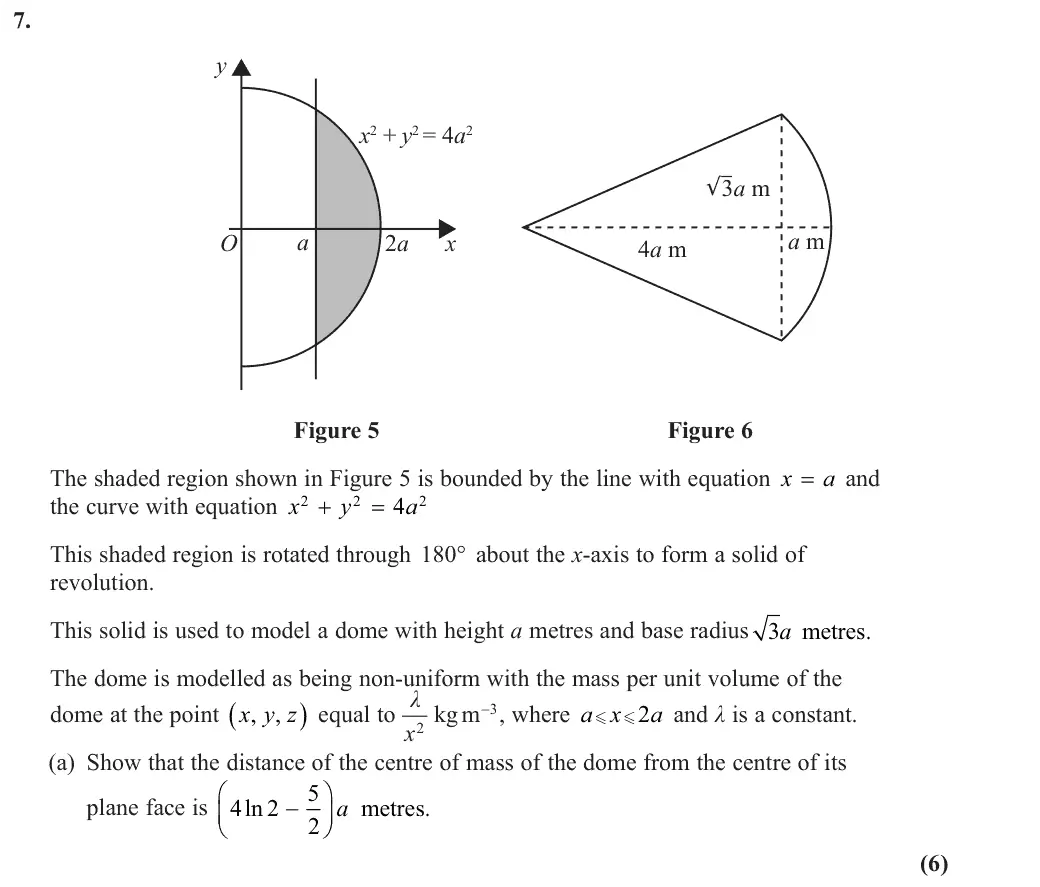 7.
y
x² + y² = 4a²
O
a
2a
x
√3a m
4a m
a m
Figure 5
Figure 6
The shaded region shown in Figure 5 is bounded by the line with equation x = a and
the curve with equation x² + y² = 4a²
This shaded region is rotated through 180° about the x-axis to form a solid of
revolution.
This solid is used to model a dome with height a metres and base radius √3a metres.
The dome is modelled as being non-uniform with the mass per unit volume of the
dome at the point (x, y, z) equal to λ/x² kg m⁻³, where a ⩽ x ⩽ 2a and λ is a constant.
(a) Show that the distance of the centre of mass of the dome from the centre of its
plane face is (4 ln 2 − 5/2)a metres.
(6)